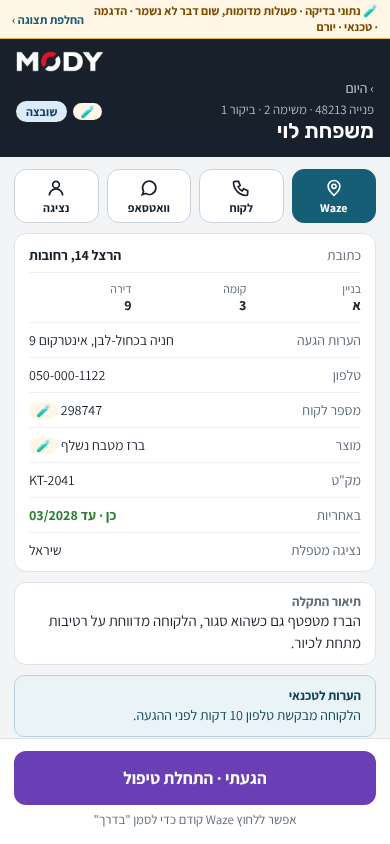 🧪 נתוני בדיקה · פעולות מדומות, שום דבר לא נשמר · הדגמה · טכנאי · יורם
החלפת תצוגה ›
MODY
› היום
פנייה 48213 · משימה 2 · ביקור 1
משפחת לוי
🧪 שובצה
Waze
לקוח
וואטסאפ
נציגה
כתובת הרצל 14, רחובות
בניין קומה דירה
א 3 9
הערות הגעה חניה בכחול-לבן, אינטרקום 9
טלפון 050-000-1122
מספר לקוח 298747 🧪
מוצר ברז מטבח נשלף 🧪
מק"ט KT-2041
באחריות כן · עד 03/2028
נציגה מטפלת שיראל
תיאור התקלה
הברז מטפטף גם כשהוא סגור, הלקוחה מדווחת על רטיבות
מתחת לכיור.
הערות לטכנאי
הלקוחה מבקשת טלפון 10 דקות לפני ההגעה.
הגעתי · התחלת טיפול
אפשר ללחוץ Waze קודם כדי לסמן "בדרך"